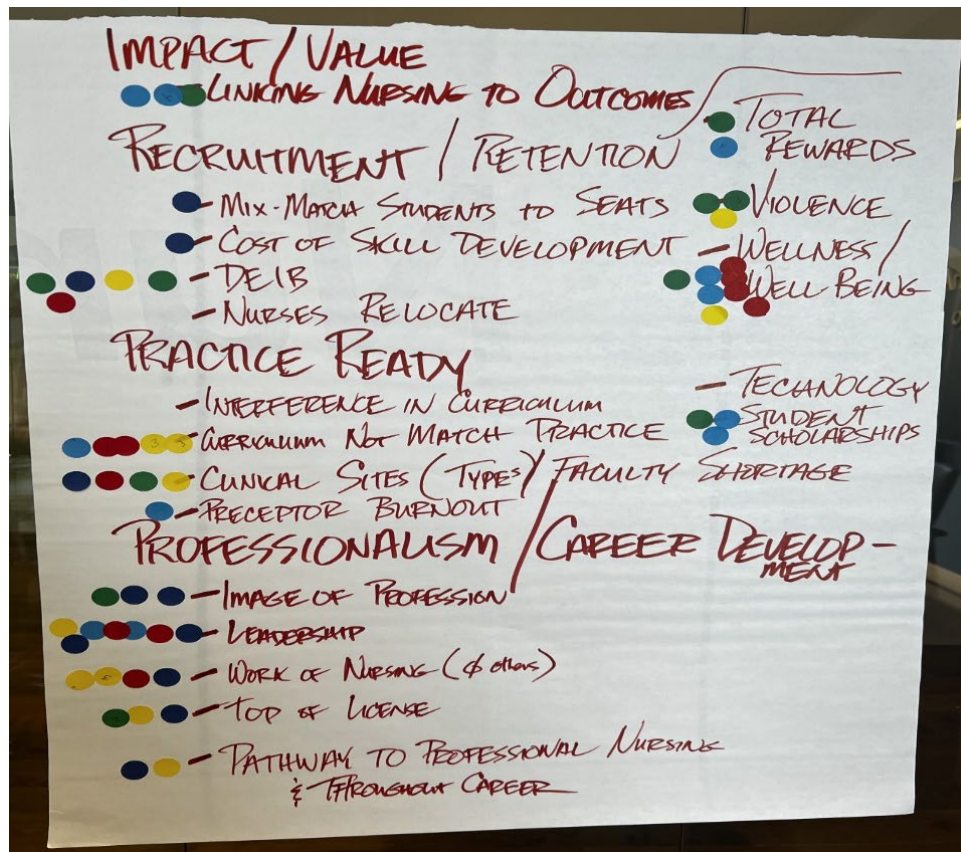 IMPACT / VALUE
LINKING NURSING TO OUTCOMES
RECRUITMENT / RETENTION
- MIX-MATCH STUDENTS TO SEATS
- COST OF SKILL DEVELOPMENT
- DEIB
- NURSES RELOCATE
- TOTAL
REWARDS
- VIOLENCE
- WELLNESS /
WELL BEING
PRACTICE READY
- INTERFERENCE IN CURRICULUM
- CURRICULUM NOT MATCH PRACTICE
- CLINICAL SITES (TYPES) / FACULTY SHORTAGE
- PRECEPTOR BURNOUT
- TECHNOLOGY
- STUDENT
SCHOLARSHIPS
PROFESSIONALISM / CAREER DEVELOP-
MENT
- IMAGE OF PROFESSION
- LEADERSHIP
- WORK OF NURSING (¢ others)
- TOP OF LICENSE
- PATHWAY TO PROFESSIONAL NURSING
& THROUGHOUT CAREER